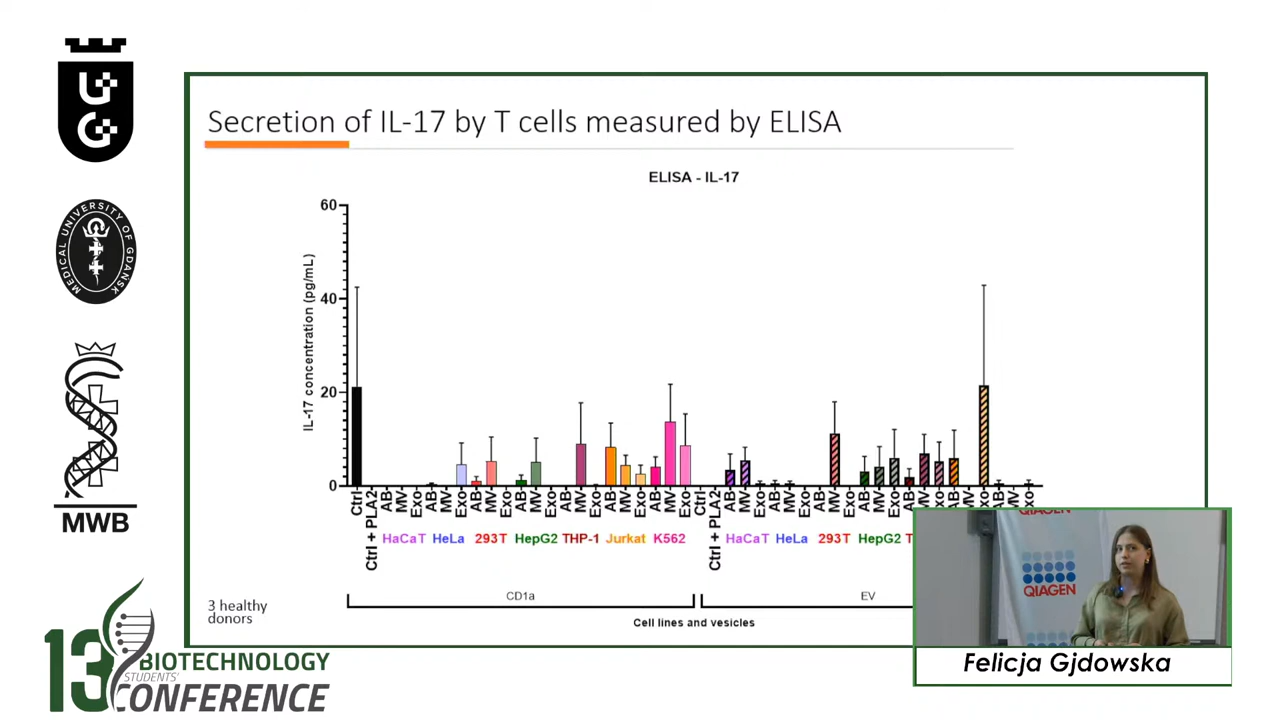 UG
MEDICAL UNIVERSITY OF GDAŃSK
MWB
13 BIOTECHNOLOGY
STUDENTS'
CONFERENCE
Secretion of IL-17 by T cells measured by ELISA
ELISA - IL-17
IL-17 concentration (pg/mL)
60
40
20
0
Ctrl Ctrl + PLA2 AB MV Exo AB MV Exo AB MV Exo AB MV Exo AB MV Exo AB MV Exo AB MV Exo Ctrl Ctrl + PLA2 AB MV Exo AB MV Exo AB MV Exo AB MV Exo AB MV Exo AB MV Exo AB MV Exo
HaCaT HeLa 293T HepG2 THP-1 Jurkat K562 HaCaT HeLa 293T HepG2 T
CD1a EV
Cell lines and vesicles
3 healthy
donors
QIAGEN
QIAGEN
Felicja Gjdowska